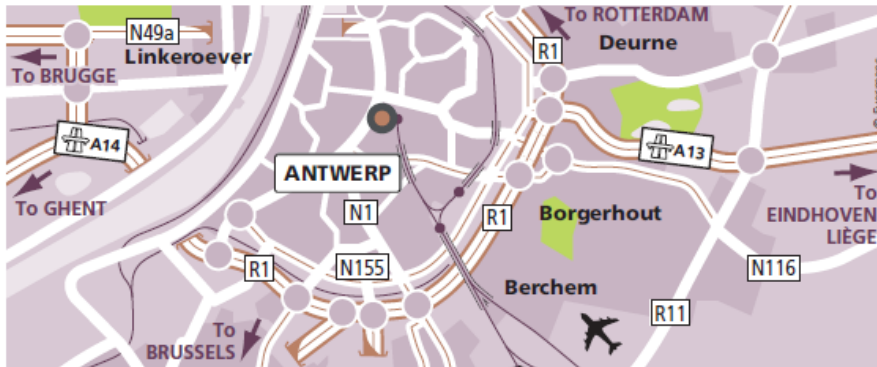 To ROTTERDAM
N49a
R1
Deurne
Linkeroever
To BRUGGE
A14
A13
ANTWERP
To GHENT
To
EINDHOVEN
LIÈGE
N1
R1
Borgerhout
R1
N155
N116
Berchem
R11
To
BRUSSELS